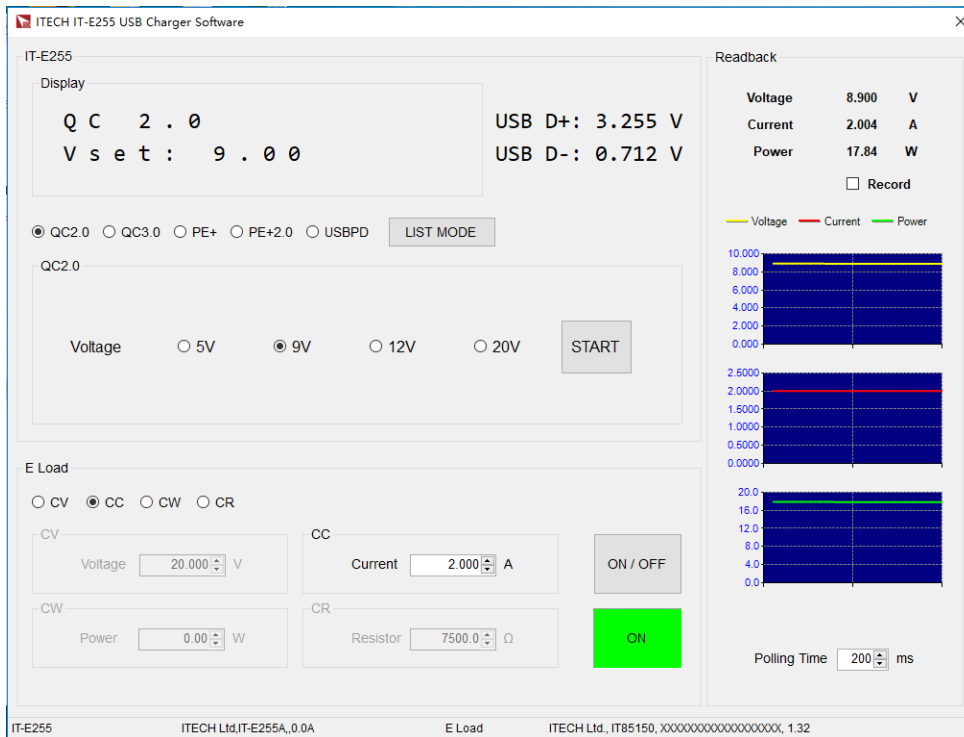 ITECH IT-E255 USB Charger Software
IT-E255
Display
QC 2.0
Vset: 9.00
USB D+: 3.255 V
USB D-: 0.712 V
QC2.0 QC3.0 PE+ PE+2.0 USBPD LIST MODE
QC2.0
Voltage 5V 9V 12V 20V START
E Load
CV CC CW CR
CV
Voltage 20.000 V
CC
Current 2.000 A
ON / OFF
CW
Power 0.00 W
CR
Resistor 7500.0 Ω
ON
Readback
Voltage 8.900 V
Current 2.004 A
Power 17.84 W
Record
Voltage Current Power
10.000
8.000
6.000
4.000
2.000
0.000
2.5000
2.0000
1.5000
1.0000
0.5000
0.0000
20.0
16.0
12.0
8.0
4.0
0.0
Polling Time 200 ms
IT-E255 ITECH Ltd,IT-E255A,,0.0A E Load ITECH Ltd., IT85150, XXXXXXXXXXXXXXXXXX, 1.32